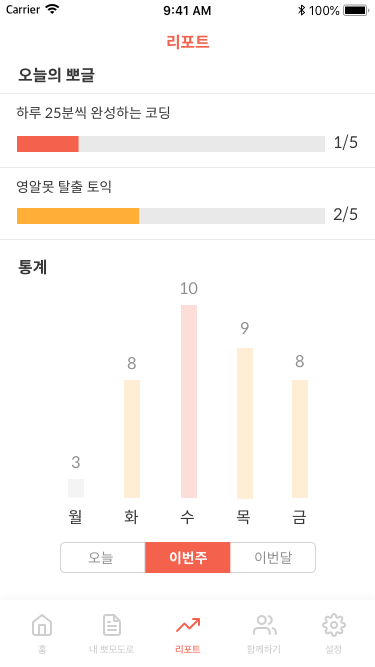 Carrier 9:41 AM 100%
리포트
오늘의 뽀글
하루 25분씩 완성하는 코딩
1/5
영알못 탈출 토익
2/5
통계
3 8 10 9 8
월 화 수 목 금
오늘 이번주 이번달
홈 내 뽀모도로 리포트 함께하기 설정